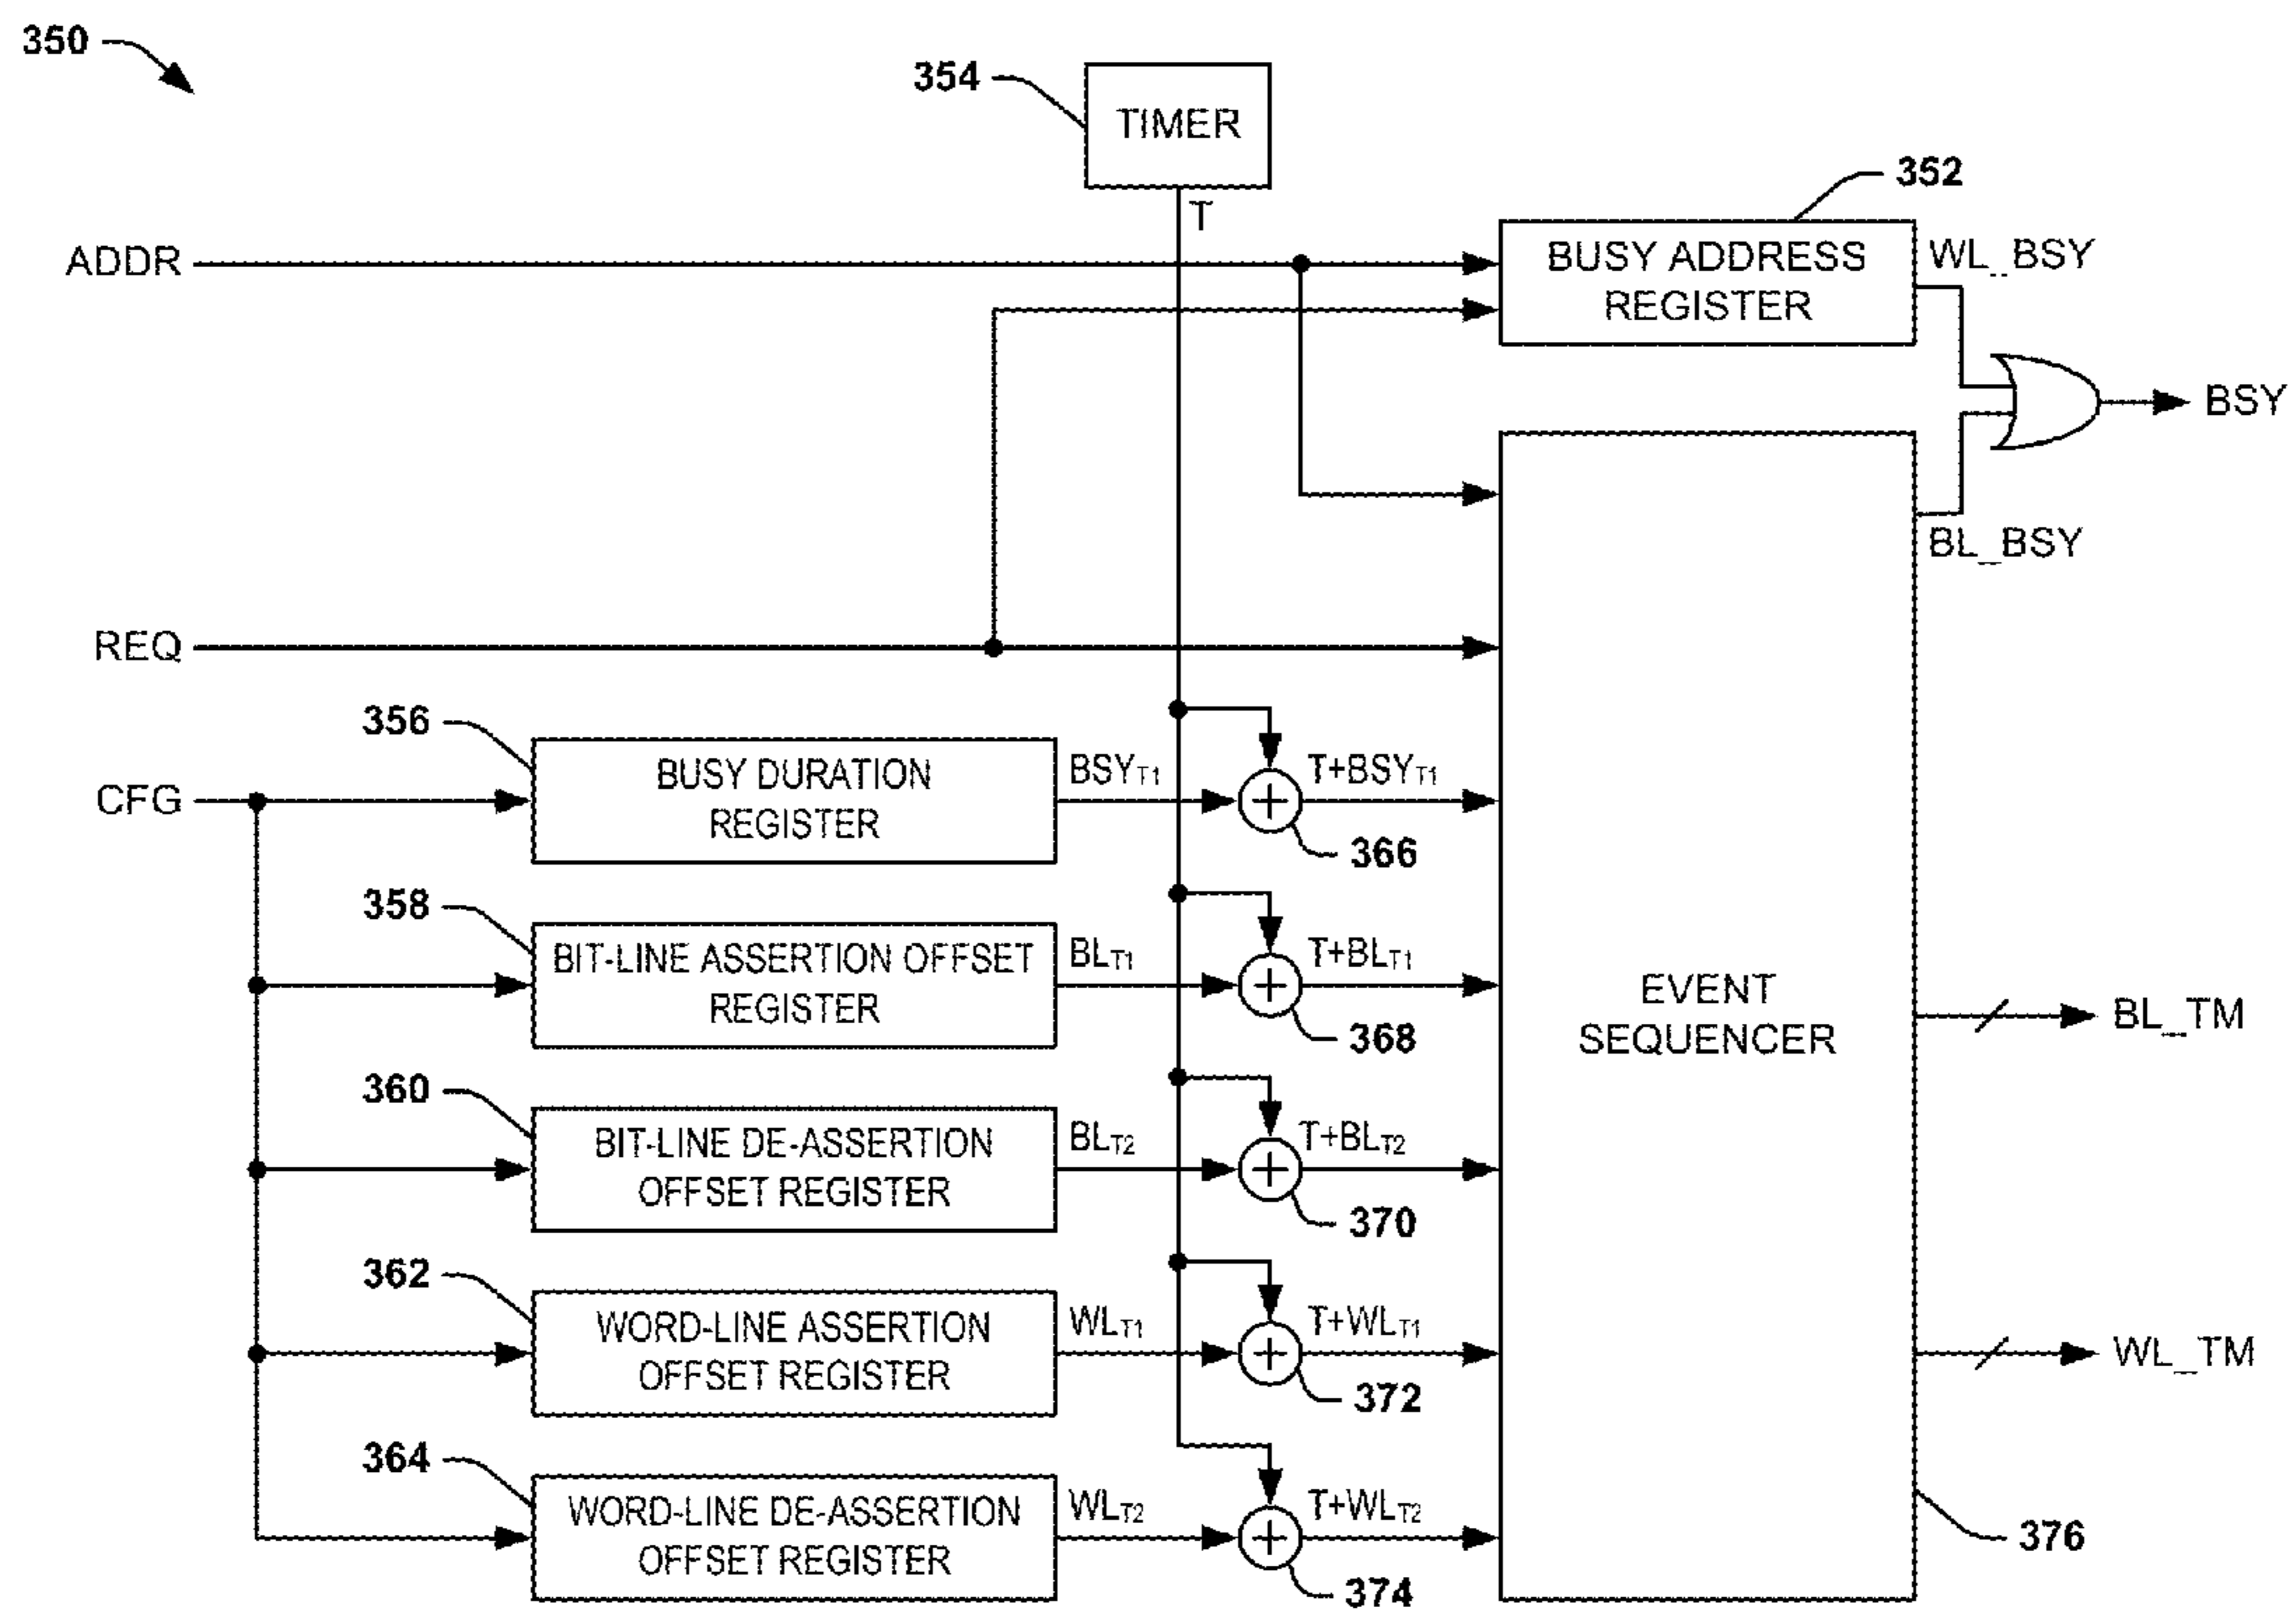 350
354
TIMER
T
352
ADDR
BUSY ADDRESS
REGISTER
WL_BSY
BSY
BL_BSY
REQ
356
BUSY DURATION
REGISTER
BSYT1
T+BSYT1
CFG
366
358
BIT-LINE ASSERTION OFFSET
REGISTER
BLT1
T+BLT1
368
EVENT
SEQUENCER
BL_TM
360
BIT-LINE DE-ASSERTION
OFFSET REGISTER
BLT2
T+BLT2
370
362
WORD-LINE ASSERTION
OFFSET REGISTER
WLT1
T+WLT1
372
WL_TM
364
WORD-LINE DE-ASSERTION
OFFSET REGISTER
WLT2
T+WLT2
374
376